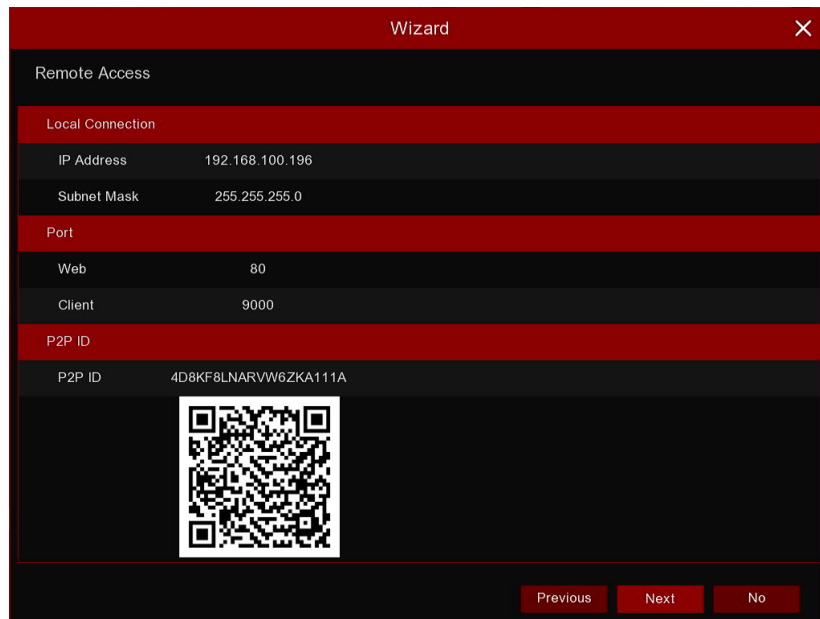 Wizard
Remote Access
Local Connection
IP Address 192.168.100.196
Subnet Mask 255.255.255.0
Port
Web 80
Client 9000
P2P ID
P2P ID 4D8KF8LNARVW6ZKA111A
Previous Next No